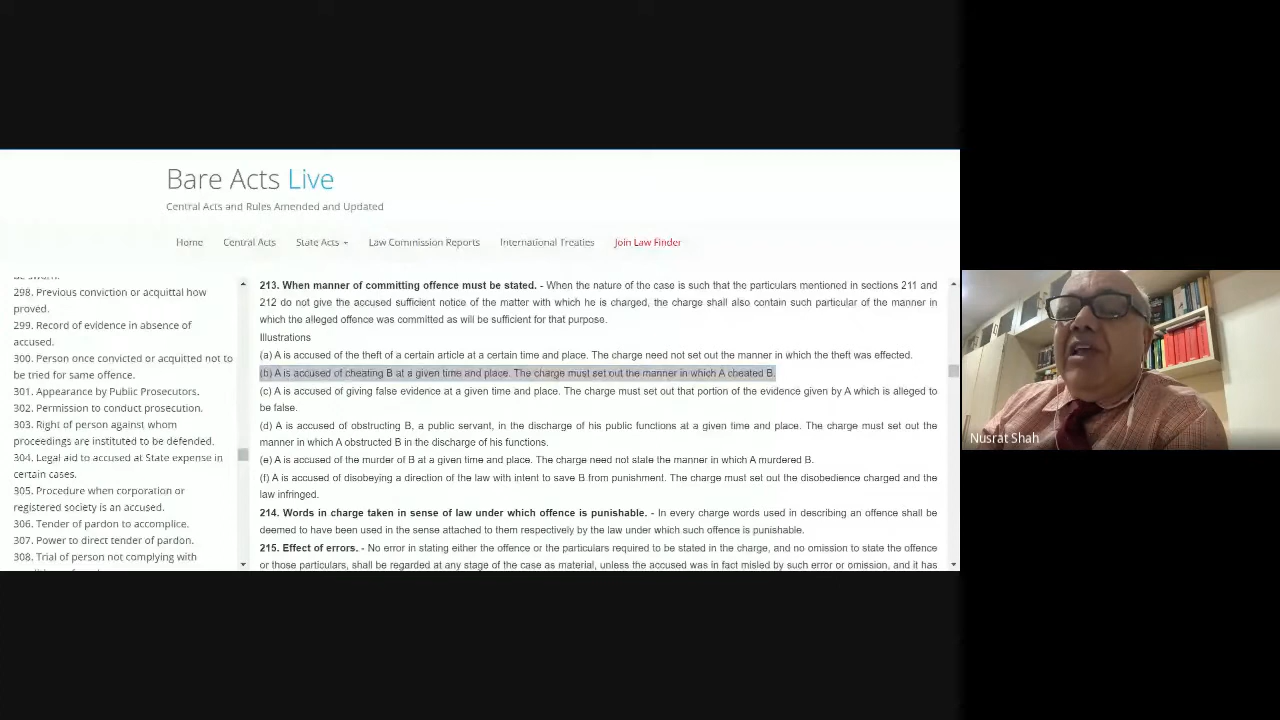 Bare Acts Live
Central Acts and Rules Amended and Updated
Home Central Acts State Acts Law Commission Reports International Treaties Join Law Finder
298. Previous conviction or acquittal how
proved.
299. Record of evidence in absence of
accused.
300. Person once convicted or acquitted not to
be tried for same offence.
301. Appearance by Public Prosecutors.
302. Permission to conduct prosecution.
303. Right of person against whom
proceedings are instituted to be defended.
304. Legal aid to accused at State expense in
certain cases.
305. Procedure when corporation or
registered society is an accused.
306. Tender of pardon to accomplice.
307. Power to direct tender of pardon.
308. Trial of person not complying with
213. When manner of committing offence must be stated. - When the nature of the case is such that the particulars mentioned in sections 211 and
212 do not give the accused sufficient notice of the matter with which he is charged, the charge shall also contain such particular of the manner in
which the alleged offence was committed as will be sufficient for that purpose.
Illustrations
(a) A is accused of the theft of a certain article at a certain time and place. The charge need not set out the manner in which the theft was effected.
(b) A is accused of cheating B at a given time and place. The charge must set out the manner in which A cheated B.
(c) A is accused of giving false evidence at a given time and place. The charge must set out that portion of the evidence given by A which is alleged to
be false.
(d) A is accused of obstructing B, a public servant, in the discharge of his public functions at a given time and place. The charge must set out the
manner in which A obstructed B in the discharge of his functions.
(e) A is accused of the murder of B at a given time and place. The charge need not state the manner in which A murdered B.
(f) A is accused of disobeying a direction of the law with intent to save B from punishment. The charge must set out the disobedience charged and the
law infringed.
214. Words in charge taken in sense of law under which offence is punishable. - In every charge words used in describing an offence shall be
deemed to have been used in the sense attached to them respectively by the law under which such offence is punishable.
215. Effect of errors. - No error in stating either the offence or the particulars required to be stated in the charge, and no omission to state the offence
or those particulars, shall be regarded at any stage of the case as material, unless the accused was in fact misled by such error or omission, and it has
Nusrat Shah